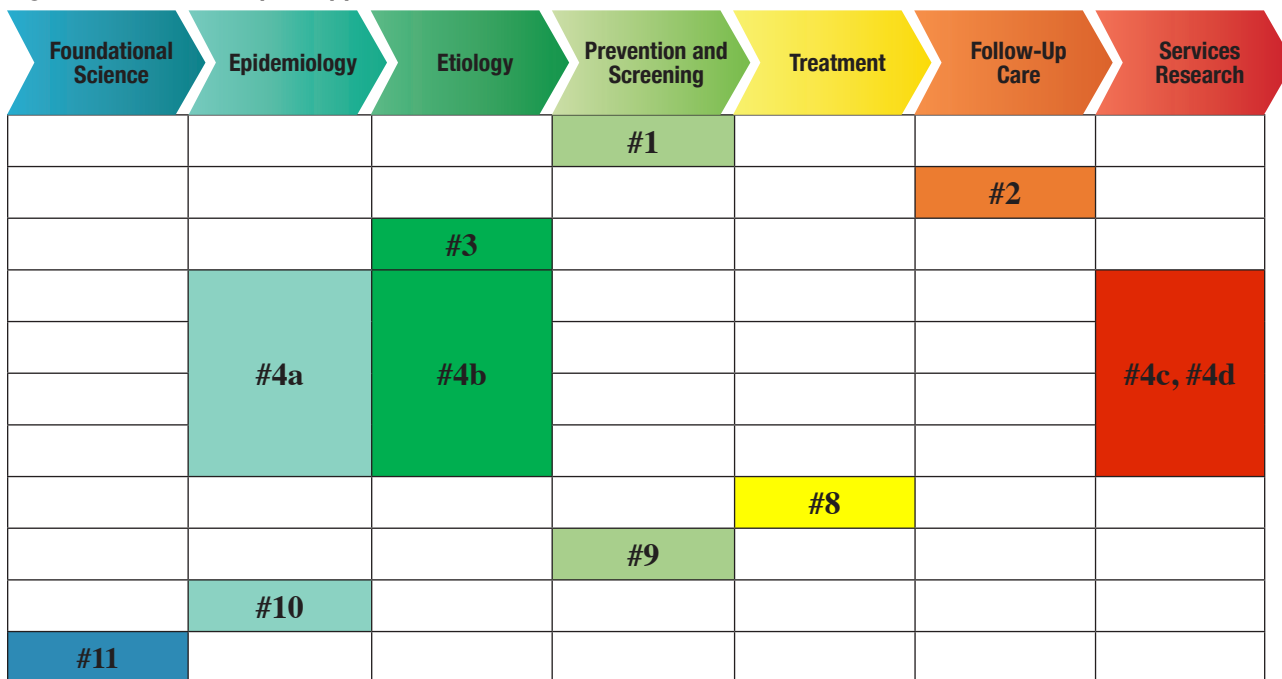 Foundational
Science
Epidemiology
Etiology
Prevention and
Screening
Treatment
Follow-Up
Care
Services
Research
#1
#2
#3
#4a
#4b
#4c, #4d
#8
#9
#10
#11